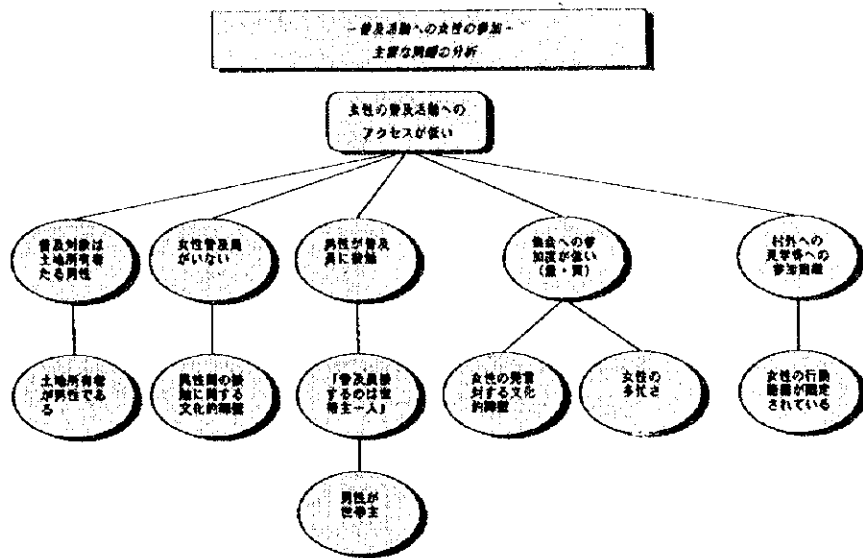 －普及活動への女性の参加－
主要な問題の分析
女性の普及活動への
アクセスが低い
普及対象は
土地所有者
たる男性
女性普及員
がいない
男性が普及
員に接触
集会への参
加度が低い
（量・質）
村外への
見学等への
参加困難
土地所有者
が男性であ
る
異性間の接
触に関する
文化的障壁
「普及員接
するのは世
帯主一人」
女性の発言
対する文化
的障壁
女性の
多忙さ
女性の行動
範囲が限定
されている
男性が
世帯主